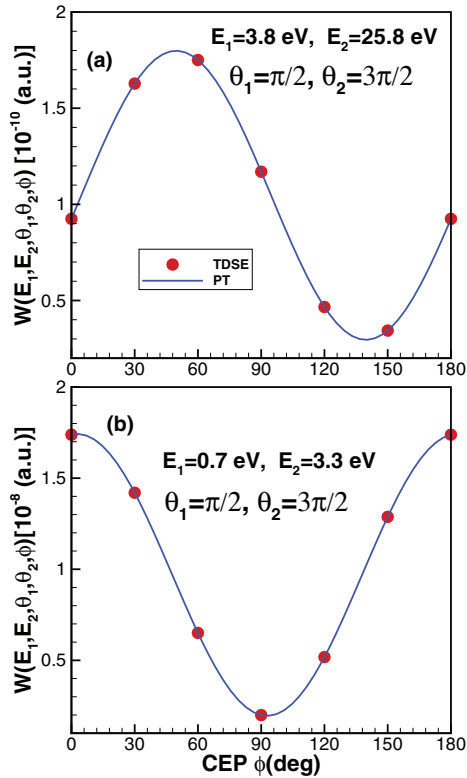 (a)
E₁=3.8 eV, E₂=25.8 eV
θ₁=π/2, θ₂=3π/2
W(E₁,E₂,θ₁,θ₂,ϕ) [10⁻¹⁰ (a.u.)]
2
1.5
1
0.5
TDSE
PT
0 30 60 90 120 150 180
(b)
E₁=0.7 eV, E₂=3.3 eV
θ₁=π/2, θ₂=3π/2
W(E₁,E₂,θ₁,θ₂,ϕ)[10⁻⁸ (a.u.)]
2
1.5
1
0.5
0 30 60 90 120 150 180
CEP ϕ(deg)